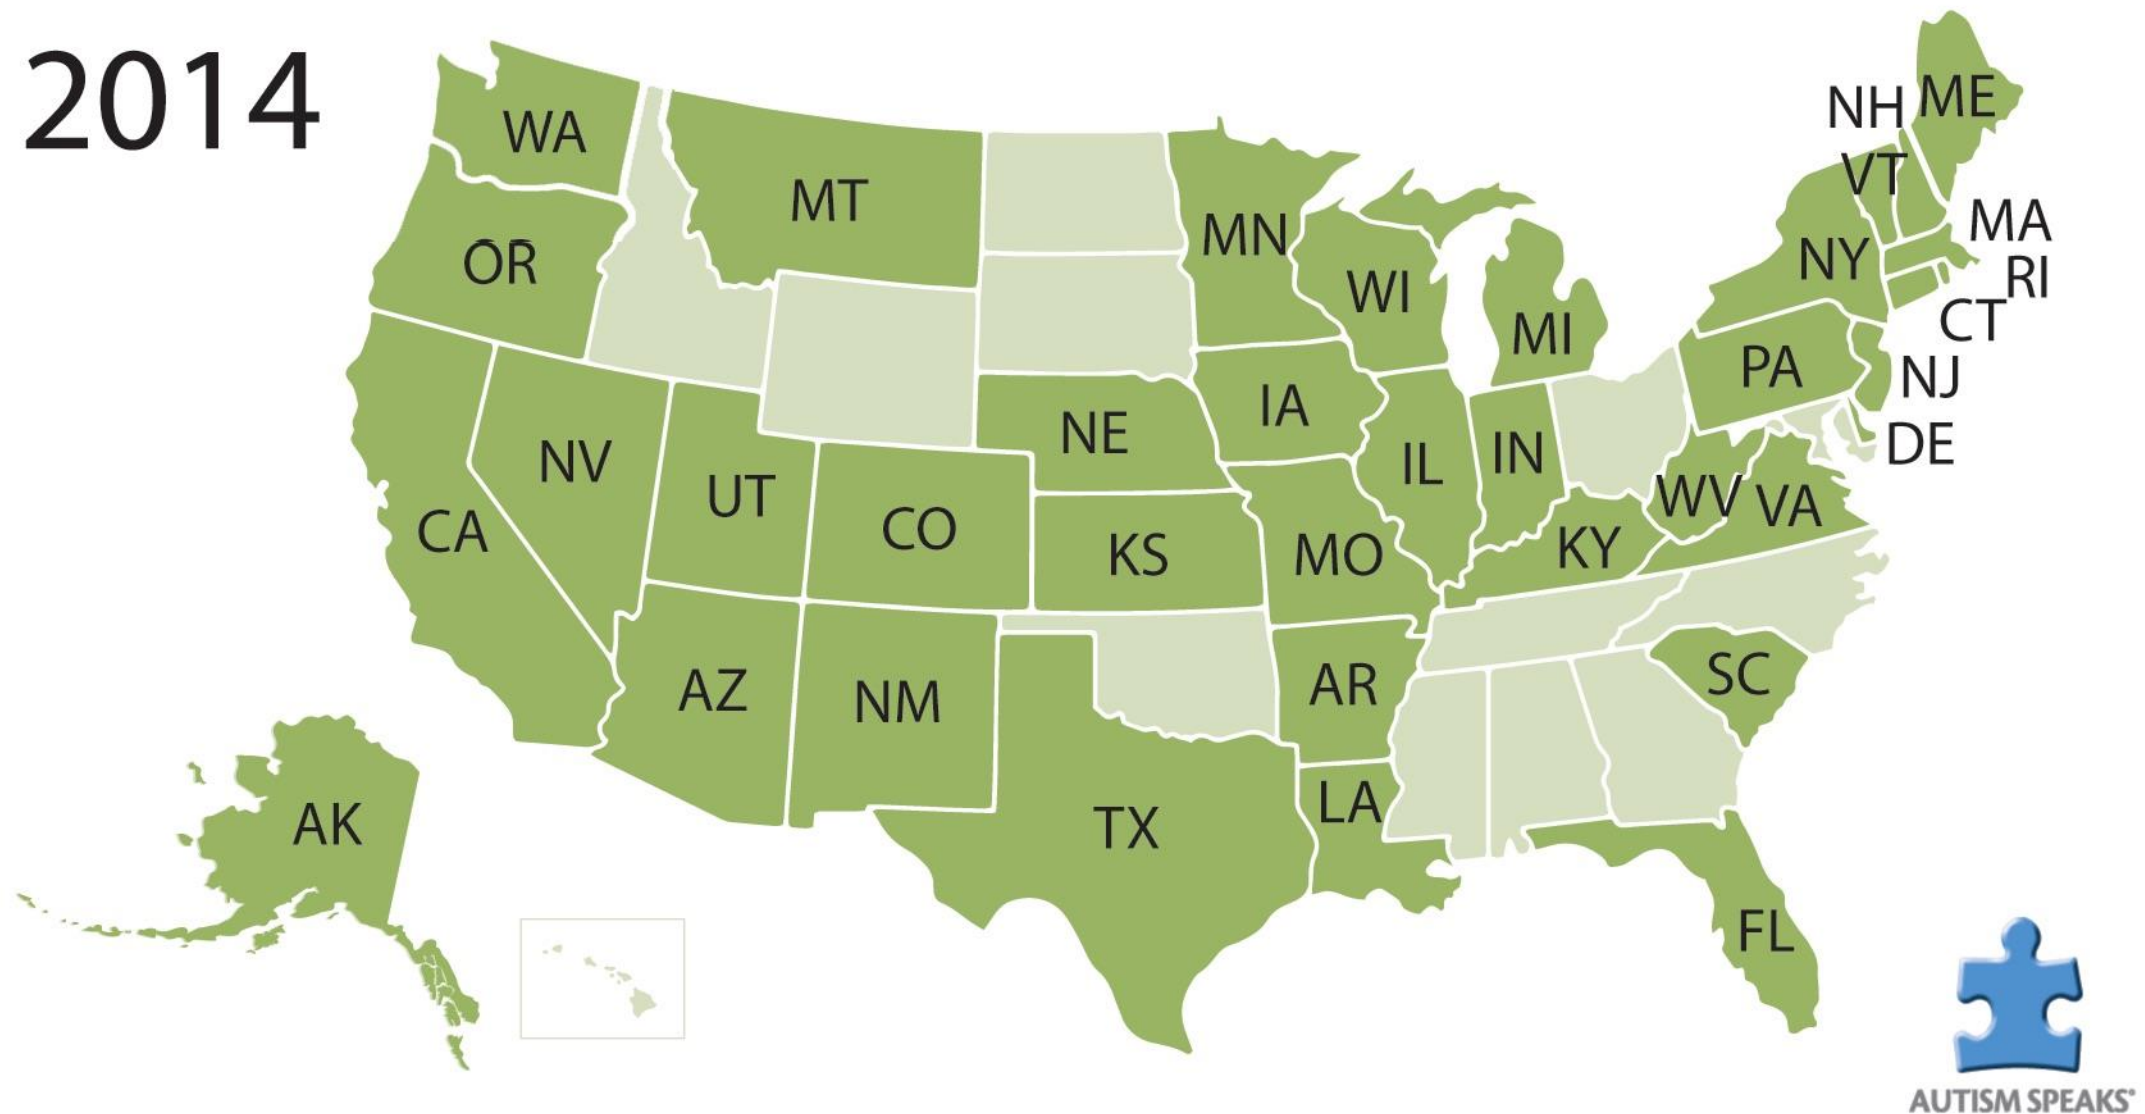 2014
NH ME
WA
VT
MT
MA
MN
NY
OR
RI
WI
CT
MI
PA
NJ
IA
NE
DE
NV
IL
IN
UT
WV VA
CA
CO
KS
MO
KY
AR
SC
AZ
NM
LA
TX
AK
FL
AUTISM SPEAKS®